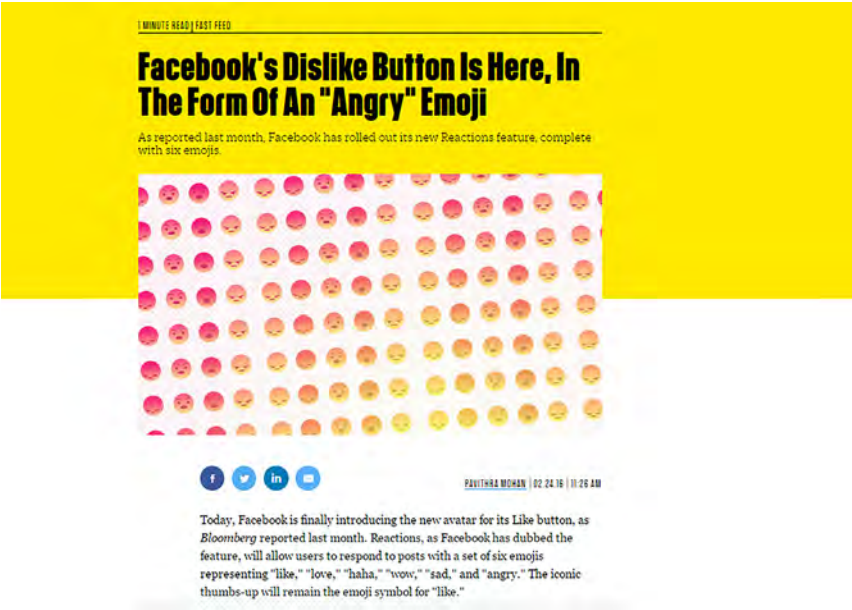 1 MINUTE READ | FAST FEED
Facebook's Dislike Button Is Here, In
The Form Of An "Angry" Emoji
As reported last month, Facebook has rolled out its new Reactions feature, complete
with six emojis.
f in
PAVITHRA MOHAN | 02.24.16 | 11:26 AM
Today, Facebook is finally introducing the new avatar for its Like button, as
Bloomberg reported last month. Reactions, as Facebook has dubbed the
feature, will allow users to respond to posts with a set of six emojis
representing "like," "love," "haha," "wow," "sad," and "angry." The iconic
thumbs-up will remain the emoji symbol for "like."